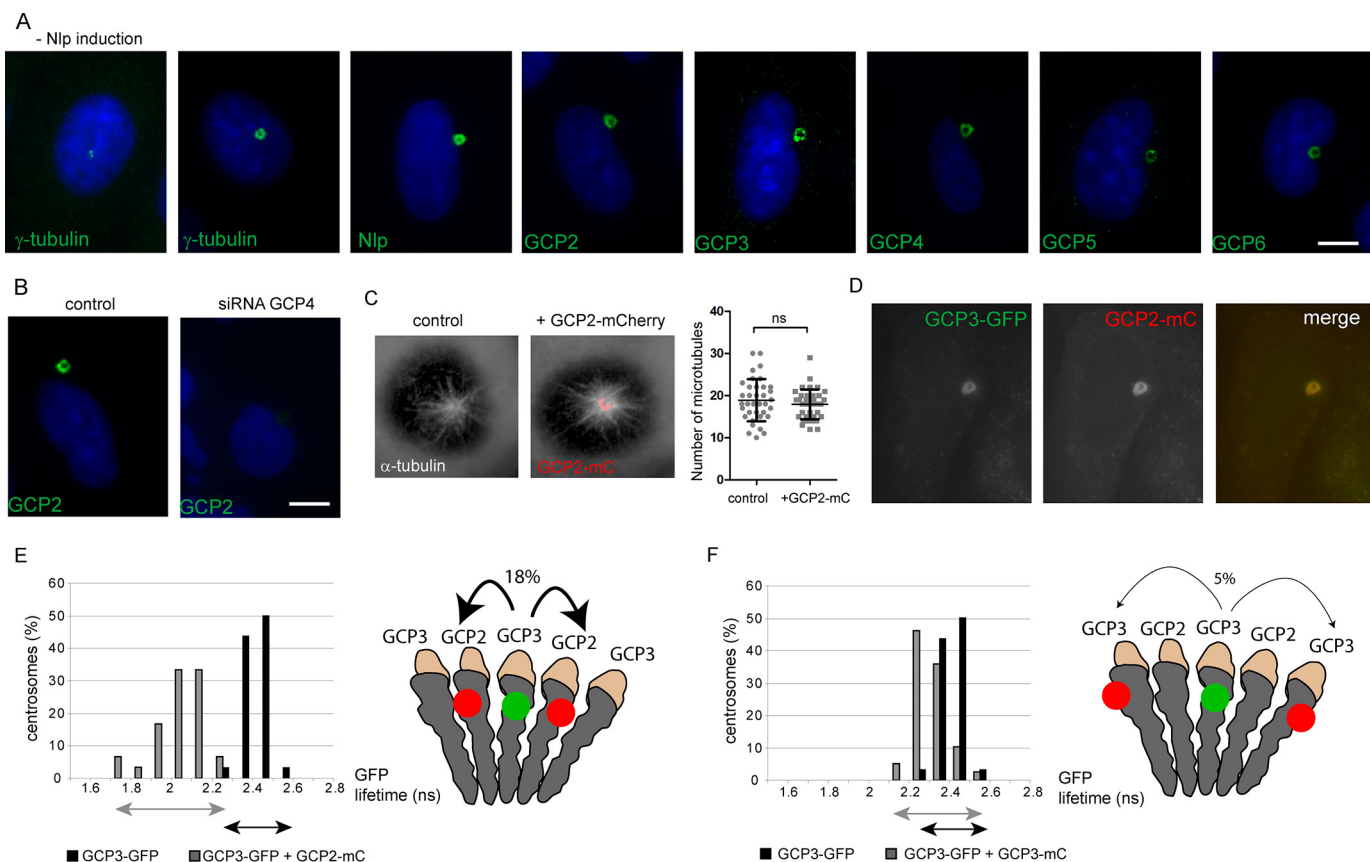 A
- Nlp induction
γ-tubulin
γ-tubulin
Nlp
GCP2
GCP3
GCP4
GCP5
GCP6
B
control
siRNA GCP4
GCP2
GCP2
C
control
+ GCP2-mCherry
α-tubulin
GCP2-mC
ns
Number of microtubules
50
40
30
20
10
0
control
+GCP2-mC
D
GCP3-GFP
GCP2-mC
merge
E
centrosomes (%)
60
50
40
30
20
10
0
1.6 1.8 2 2.2 2.4 2.6 2.8
GFP
lifetime (ns)
GCP3-GFP
GCP3-GFP + GCP2-mC
18%
GCP3 GCP2 GCP3 GCP2 GCP3
F
centrosomes (%)
60
50
40
30
20
10
0
1.6 1.8 2 2.2 2.4 2.6 2.8
GFP
lifetime (ns)
GCP3-GFP
GCP3-GFP + GCP3-mC
5%
GCP3 GCP2 GCP3 GCP2 GCP3